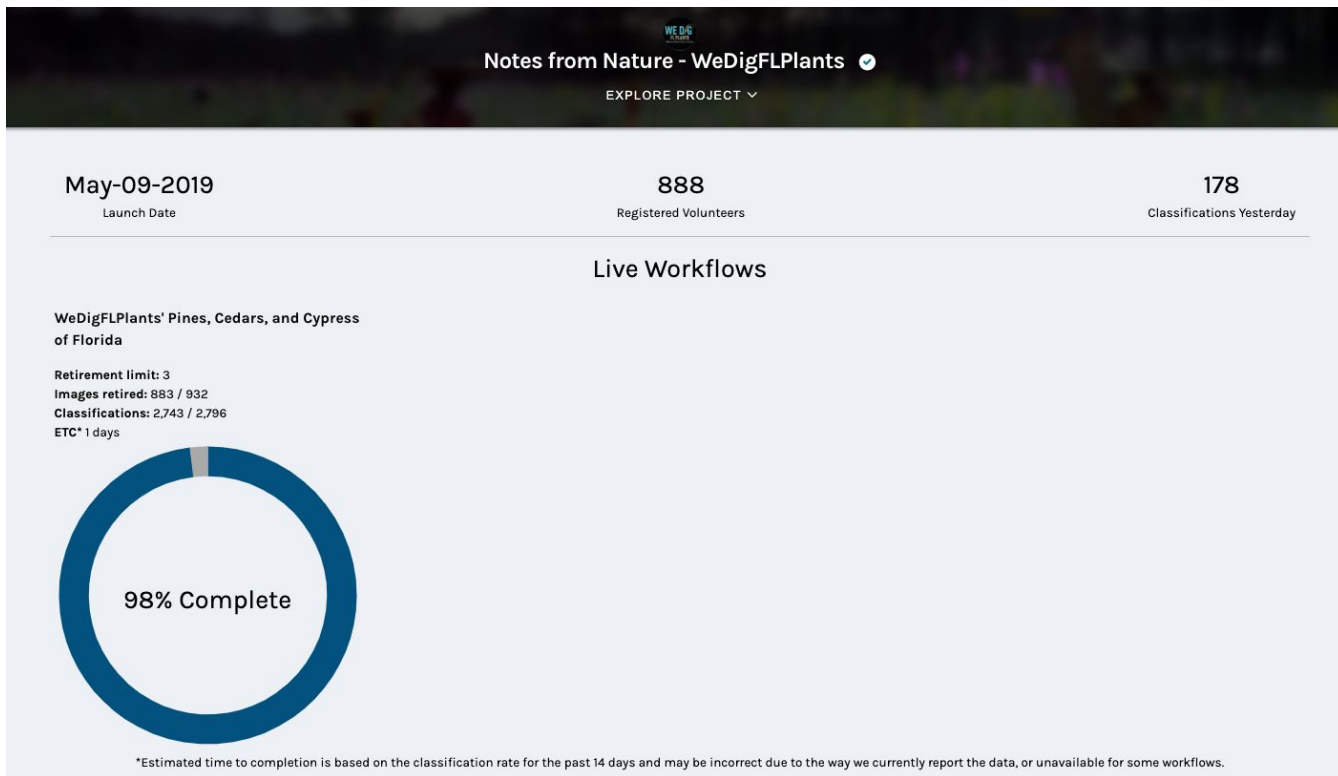 WE DIG
FL PLANTS
Notes from Nature - WeDigFLPlants
EXPLORE PROJECT
May-09-2019
Launch Date
888
Registered Volunteers
178
Classifications Yesterday
Live Workflows
WeDigFLPlants' Pines, Cedars, and Cypress
of Florida
Retirement limit: 3
Images retired: 883 / 932
Classifications: 2,743 / 2,796
ETC* 1 days
98% Complete
*Estimated time to completion is based on the classification rate for the past 14 days and may be incorrect due to the way we currently report the data, or unavailable for some workflows.